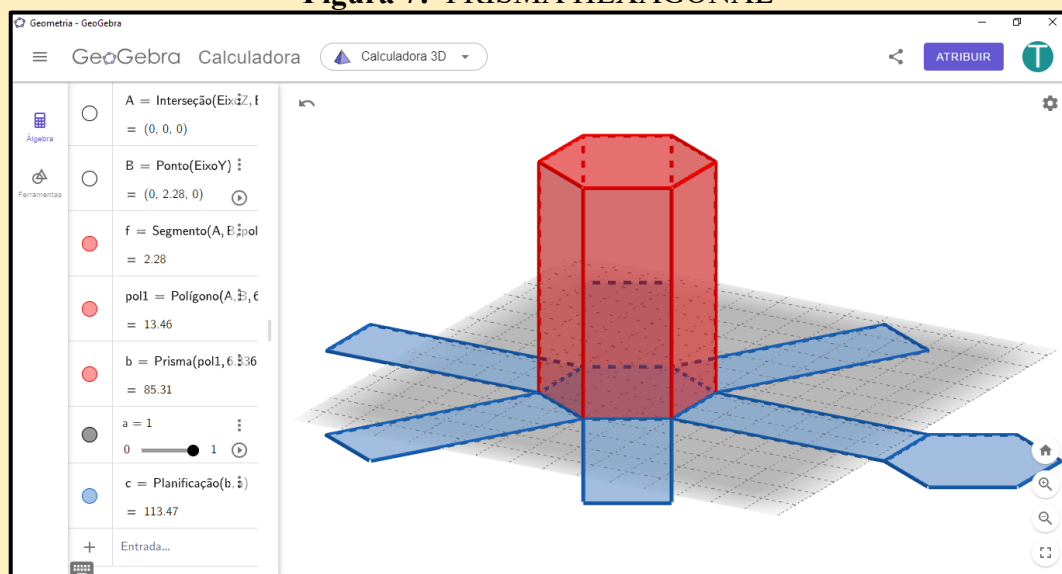 Figura 7. PRISMA HEXAGONAL
Geometria - GeoGebra
GeoGebra Calculadora
Calculadora 3D
ATRIBUIR
T
Álgebra
Ferramentas
A = Interseção(EixoZ, E
= (0, 0, 0)
B = Ponto(EixoY)
= (0, 2.28, 0)
f = Segmento(A, B, pol
= 2.28
pol1 = Polígono(A, B, 6
= 13.46
b = Prisma(pol1, 6.336
= 85.31
a = 1
0 1
c = Planificação(b, a)
= 113.47
+ Entrada...